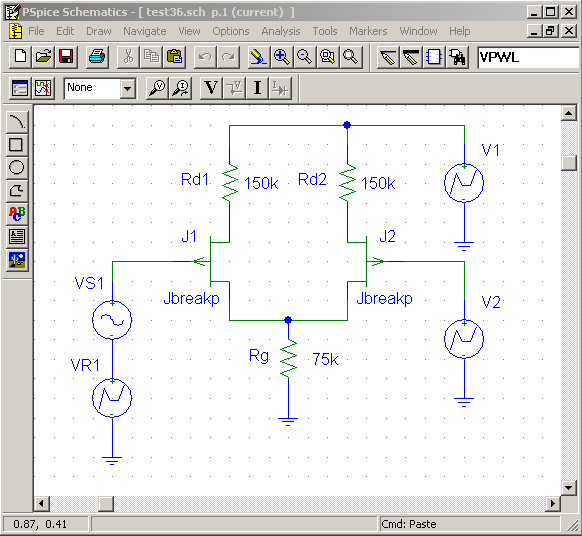 PSpice Schematics - [ test36.sch p.1 (current) ]
File Edit Draw Navigate View Options Analysis Tools Markers Window Help
VPWL
None
V I
A B C
V1
Rd1 150k Rd2 150k
J1 J2
VS1
Jbreakp Jbreakp
V2
VR1
Rg 75k
0.87, 0.41 Cmd: Paste